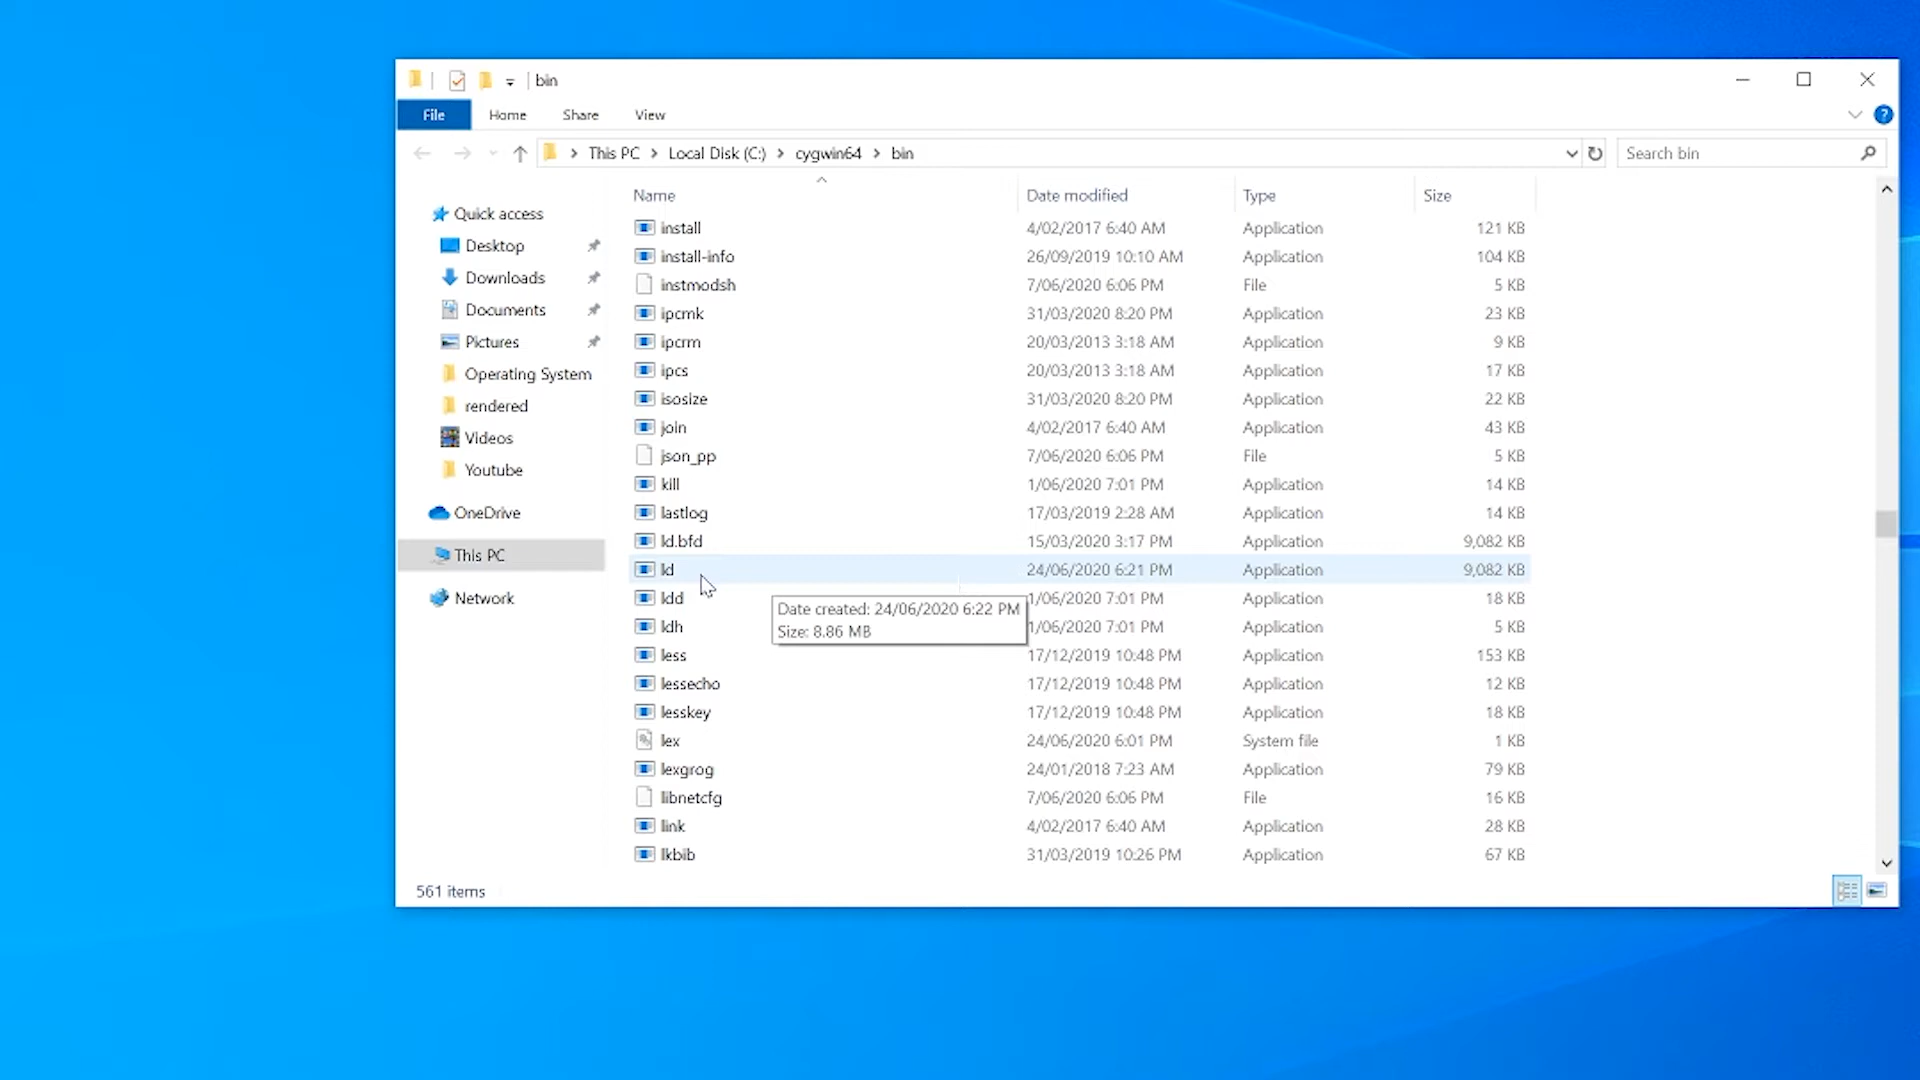 bin
File Home Share View
This PC Local Disk (C:) cygwin64 bin Search bin
Name Date modified Type Size
Quick access
Desktop
Downloads
Documents
Pictures
Operating System
rendered
Videos
Youtube
OneDrive
This PC
Network
install 4/02/2017 6:40 AM Application 121 KB
install-info 26/09/2019 10:10 AM Application 104 KB
instmodsh 7/06/2020 6:06 PM File 5 KB
ipcmk 31/03/2020 8:20 PM Application 23 KB
ipcrm 20/03/2013 3:18 AM Application 9 KB
ipcs 20/03/2013 3:18 AM Application 17 KB
isosize 31/03/2020 8:20 PM Application 22 KB
join 4/02/2017 6:40 AM Application 43 KB
json_pp 7/06/2020 6:06 PM File 5 KB
kill 1/06/2020 7:01 PM Application 14 KB
lastlog 17/03/2019 2:28 AM Application 14 KB
ld.bfd 15/03/2020 3:17 PM Application 9,082 KB
ld 24/06/2020 6:21 PM Application 9,082 KB
ldd 1/06/2020 7:01 PM Application 18 KB
Date created: 24/06/2020 6:22 PM
Size: 8.86 MB
ldh 1/06/2020 7:01 PM Application 5 KB
less 17/12/2019 10:48 PM Application 153 KB
lessecho 17/12/2019 10:48 PM Application 12 KB
lesskey 17/12/2019 10:48 PM Application 18 KB
lex 24/06/2020 6:01 PM System file 1 KB
lexgrog 24/01/2018 7:23 AM Application 79 KB
libnetcfg 7/06/2020 6:06 PM File 16 KB
link 4/02/2017 6:40 AM Application 28 KB
lkbib 31/03/2019 10:26 PM Application 67 KB
561 items